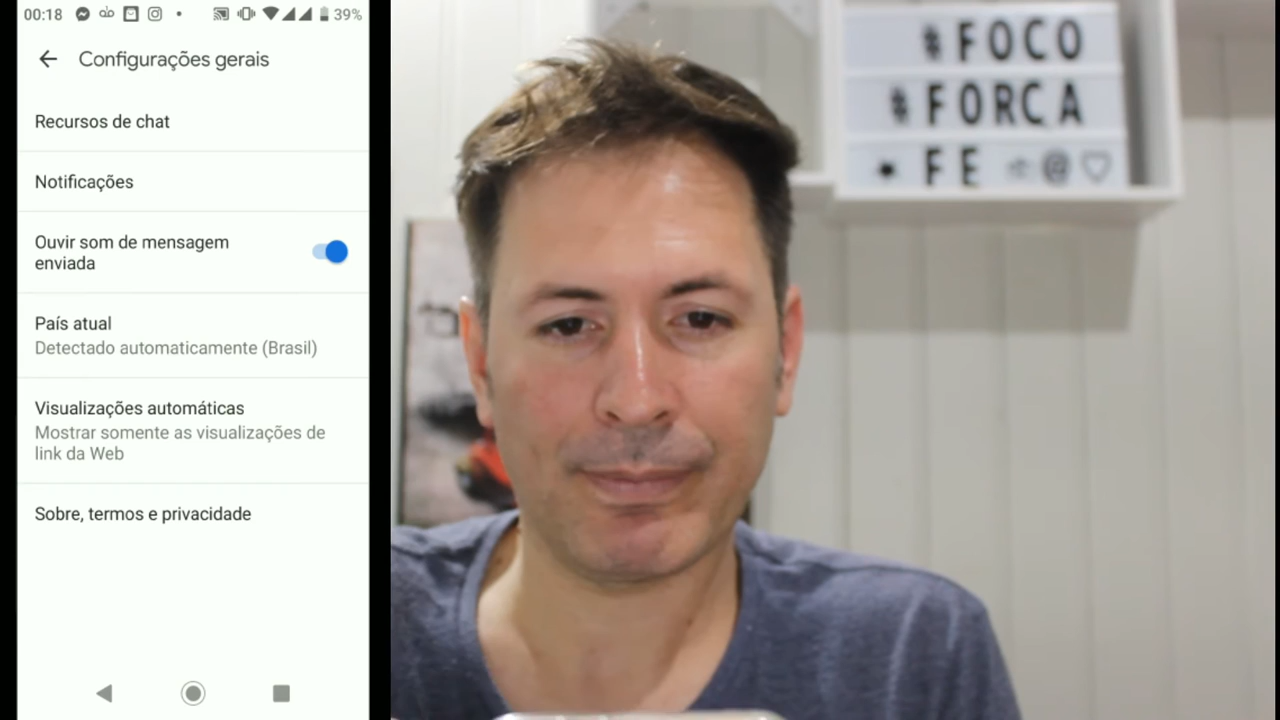 00:18
39%
Configurações gerais
Recursos de chat
Notificações
Ouvir som de mensagem
enviada
País atual
Detectado automaticamente (Brasil)
Visualizações automáticas
Mostrar somente as visualizações de
link da Web
Sobre, termos e privacidade
#FOCO
#FORCA
FE @